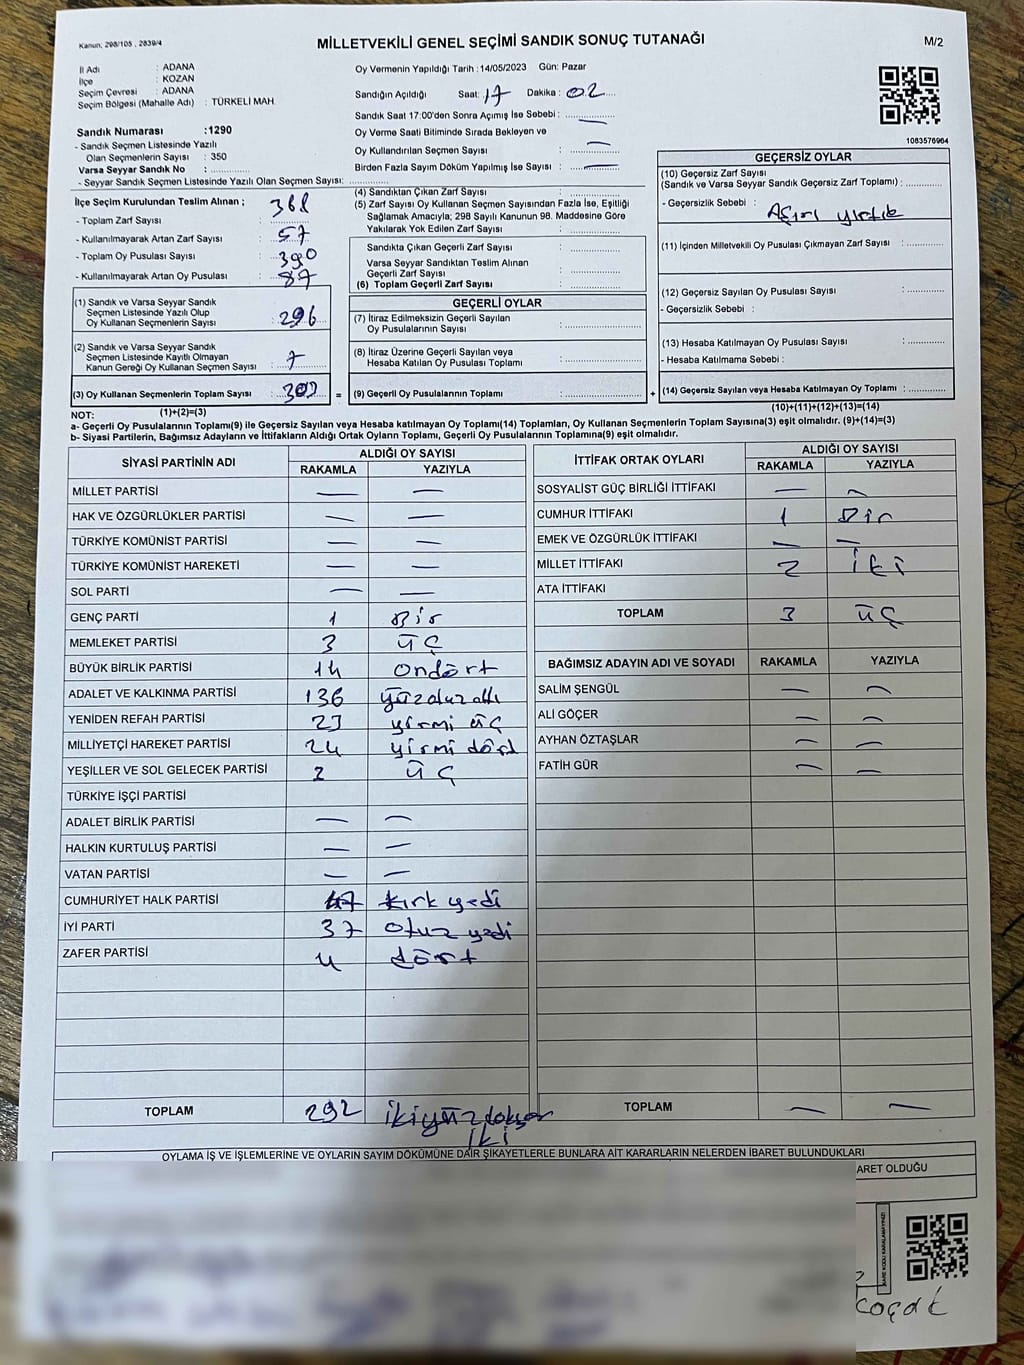 Kanun, 298/105 , 2839/4
MİLLETVEKİLİ GENEL SEÇİMİ SANDIK SONUÇ TUTANAĞI
M/2
İl Adı : ADANA
İlçe : KOZAN
Seçim Çevresi : ADANA
Seçim Bölgesi (Mahalle Adı) : TÜRKELİ MAH.
Sandık Numarası :1290
- Sandık Seçmen Listesinde Yazılı
Olan Seçmenlerin Sayısı : 350
Varsa Seyyar Sandık No :
- Seyyar Sandık Seçmen Listesinde Yazılı Olan Seçmen Sayısı:
Oy Vermenin Yapıldığı Tarih :14/05/2023 Gün: Pazar
Sandığın Açıldığı Saat: 17 Dakika : 02
Sandık Saat 17:00'den Sonra Açımış İse Sebebi : —
Oy Verme Saati Bitiminde Sırada Bekleyen ve
Oy Kullandırılan Seçmen Sayısı : —
Birden Fazla Sayım Döküm Yapılmış İse Sayısı : —
1083576964
İlçe Seçim Kurulundan Teslim Alınan ;
- Toplam Zarf Sayısı : 368
- Kullanılmayarak Artan Zarf Sayısı : 57
- Toplam Oy Pusulası Sayısı : 390
- Kullanılmayarak Artan Oy Pusulası : 87
(1) Sandık ve Varsa Seyyar Sandık
Seçmen Listesinde Yazılı Olup
Oy Kullanan Seçmenlerin Sayısı : 296
(2) Sandık ve Varsa Seyyar Sandık
Seçmen Listesinde Kayıtlı Olmayan
Kanun Gereği Oy Kullanan Seçmen Sayısı : 7
(3) Oy Kullanan Seçmenlerin Toplam Sayısı :
(1)+(2)=(3)
(4) Sandıktan Çıkan Zarf Sayısı :
(5) Zarf Sayısı Oy Kullanan Seçmen Sayısından Fazla İse, Eşitliği
Sağlamak Amacıyla; 298 Sayılı Kanunun 98. Maddesine Göre
Yakılarak Yok Edilen Zarf Sayısı :
Sandıkta Çıkan Geçerli Zarf Sayısı :
Varsa Seyyar Sandıktan Teslim Alınan
Geçerli Zarf Sayısı :
(6) Toplam Geçerli Zarf Sayısı :
GEÇERLİ OYLAR
(7) İtiraz Edilmeksizin Geçerli Sayılan
Oy Pusulalarının Sayısı :
(8) İtiraz Üzerine Geçerli Sayılan veya
Hesaba Katılan Oy Pusulası Toplamı :
= (9) Geçerli Oy Pusulalarının Toplamı : +
GEÇERSİZ OYLAR
(10) Geçersiz Zarf Sayısı
(Sandık ve Varsa Seyyar Sandık Geçersiz Zarf Toplamı) :
- Geçersizlik Sebebi : Aşırı yırtık
(11) İçinden Milletvekili Oy Pusulası Çıkmayan Zarf Sayısı :
(12) Geçersiz Sayılan Oy Pusulası Sayısı :
- Geçersizlik Sebebi :
(13) Hesaba Katılmayan Oy Pusulası Sayısı :
- Hesaba Katılmama Sebebi :
(14) Geçersiz Sayılan veya Hesaba Katılmayan Oy Toplamı :
(10)+(11)+(12)+(13)=(14)
NOT:
a- Geçerli Oy Pusulalarının Toplamı(9) ile Geçersiz Sayılan veya Hesaba katılmayan Oy Toplamı(14) Toplamları, Oy Kullanan Seçmenlerin Toplam Sayısına(3) eşit olmalıdır. (9)+(14)=(3)
b- Siyasi Partilerin, Bağımsız Adayların ve İttifakların Aldığı Ortak Oyların Toplamı, Geçerli Oy Pusulalarının Toplamına(9) eşit olmalıdır.
SİYASİ PARTİNİN ADI ALDIĞI OY SAYISI
RAKAMLA YAZIYLA
MİLLET PARTİSİ — —
HAK VE ÖZGÜRLÜKLER PARTİSİ — —
TÜRKİYE KOMÜNİST PARTİSİ — —
TÜRKİYE KOMÜNİST HAREKETİ — —
SOL PARTİ — —
GENÇ PARTİ 1 Bir
MEMLEKET PARTİSİ 3 üç
BÜYÜK BİRLİK PARTİSİ 14 ondört
ADALET VE KALKINMA PARTİSİ 136 yüzotuzaltı
YENİDEN REFAH PARTİSİ 23 yirmi üç
MİLLİYETÇİ HAREKET PARTİSİ 24 yirmi dört
YEŞİLLER VE SOL GELECEK PARTİSİ 3 üç
TÜRKİYE İŞÇİ PARTİSİ
ADALET BİRLİK PARTİSİ — —
HALKIN KURTULUŞ PARTİSİ — —
VATAN PARTİSİ — —
CUMHURİYET HALK PARTİSİ 47 kırk yedi
İYİ PARTİ 37 otuz yedi
ZAFER PARTİSİ 4 dört
TOPLAM 292 ikiyüzdoksan
iki
İTTİFAK ORTAK OYLARI ALDIĞI OY SAYISI
RAKAMLA YAZIYLA
SOSYALİST GÜÇ BİRLİĞİ İTTİFAKI — —
CUMHUR İTTİFAKI 1 Bir
EMEK VE ÖZGÜRLÜK İTTİFAKI — —
MİLLET İTTİFAKI 2 iki
ATA İTTİFAKI
TOPLAM 3 üç
BAĞIMSIZ ADAYIN ADI VE SOYADI RAKAMLA YAZIYLA
SALİM ŞENGÜL — —
ALİ GÖÇER — —
AYHAN ÖZTAŞLAR — —
FATİH GÜR — —
TOPLAM — —
OYLAMA İŞ VE İŞLEMLERİNE VE OYLARIN SAYIM DÖKÜMÜNE DAİR ŞİKAYETLERLE BUNLARA AİT KARARLARIN NELERDEN İBARET BULUNDUKLARI
ARET OLDUĞU
KARE KODU KARALAMAYINIZ!